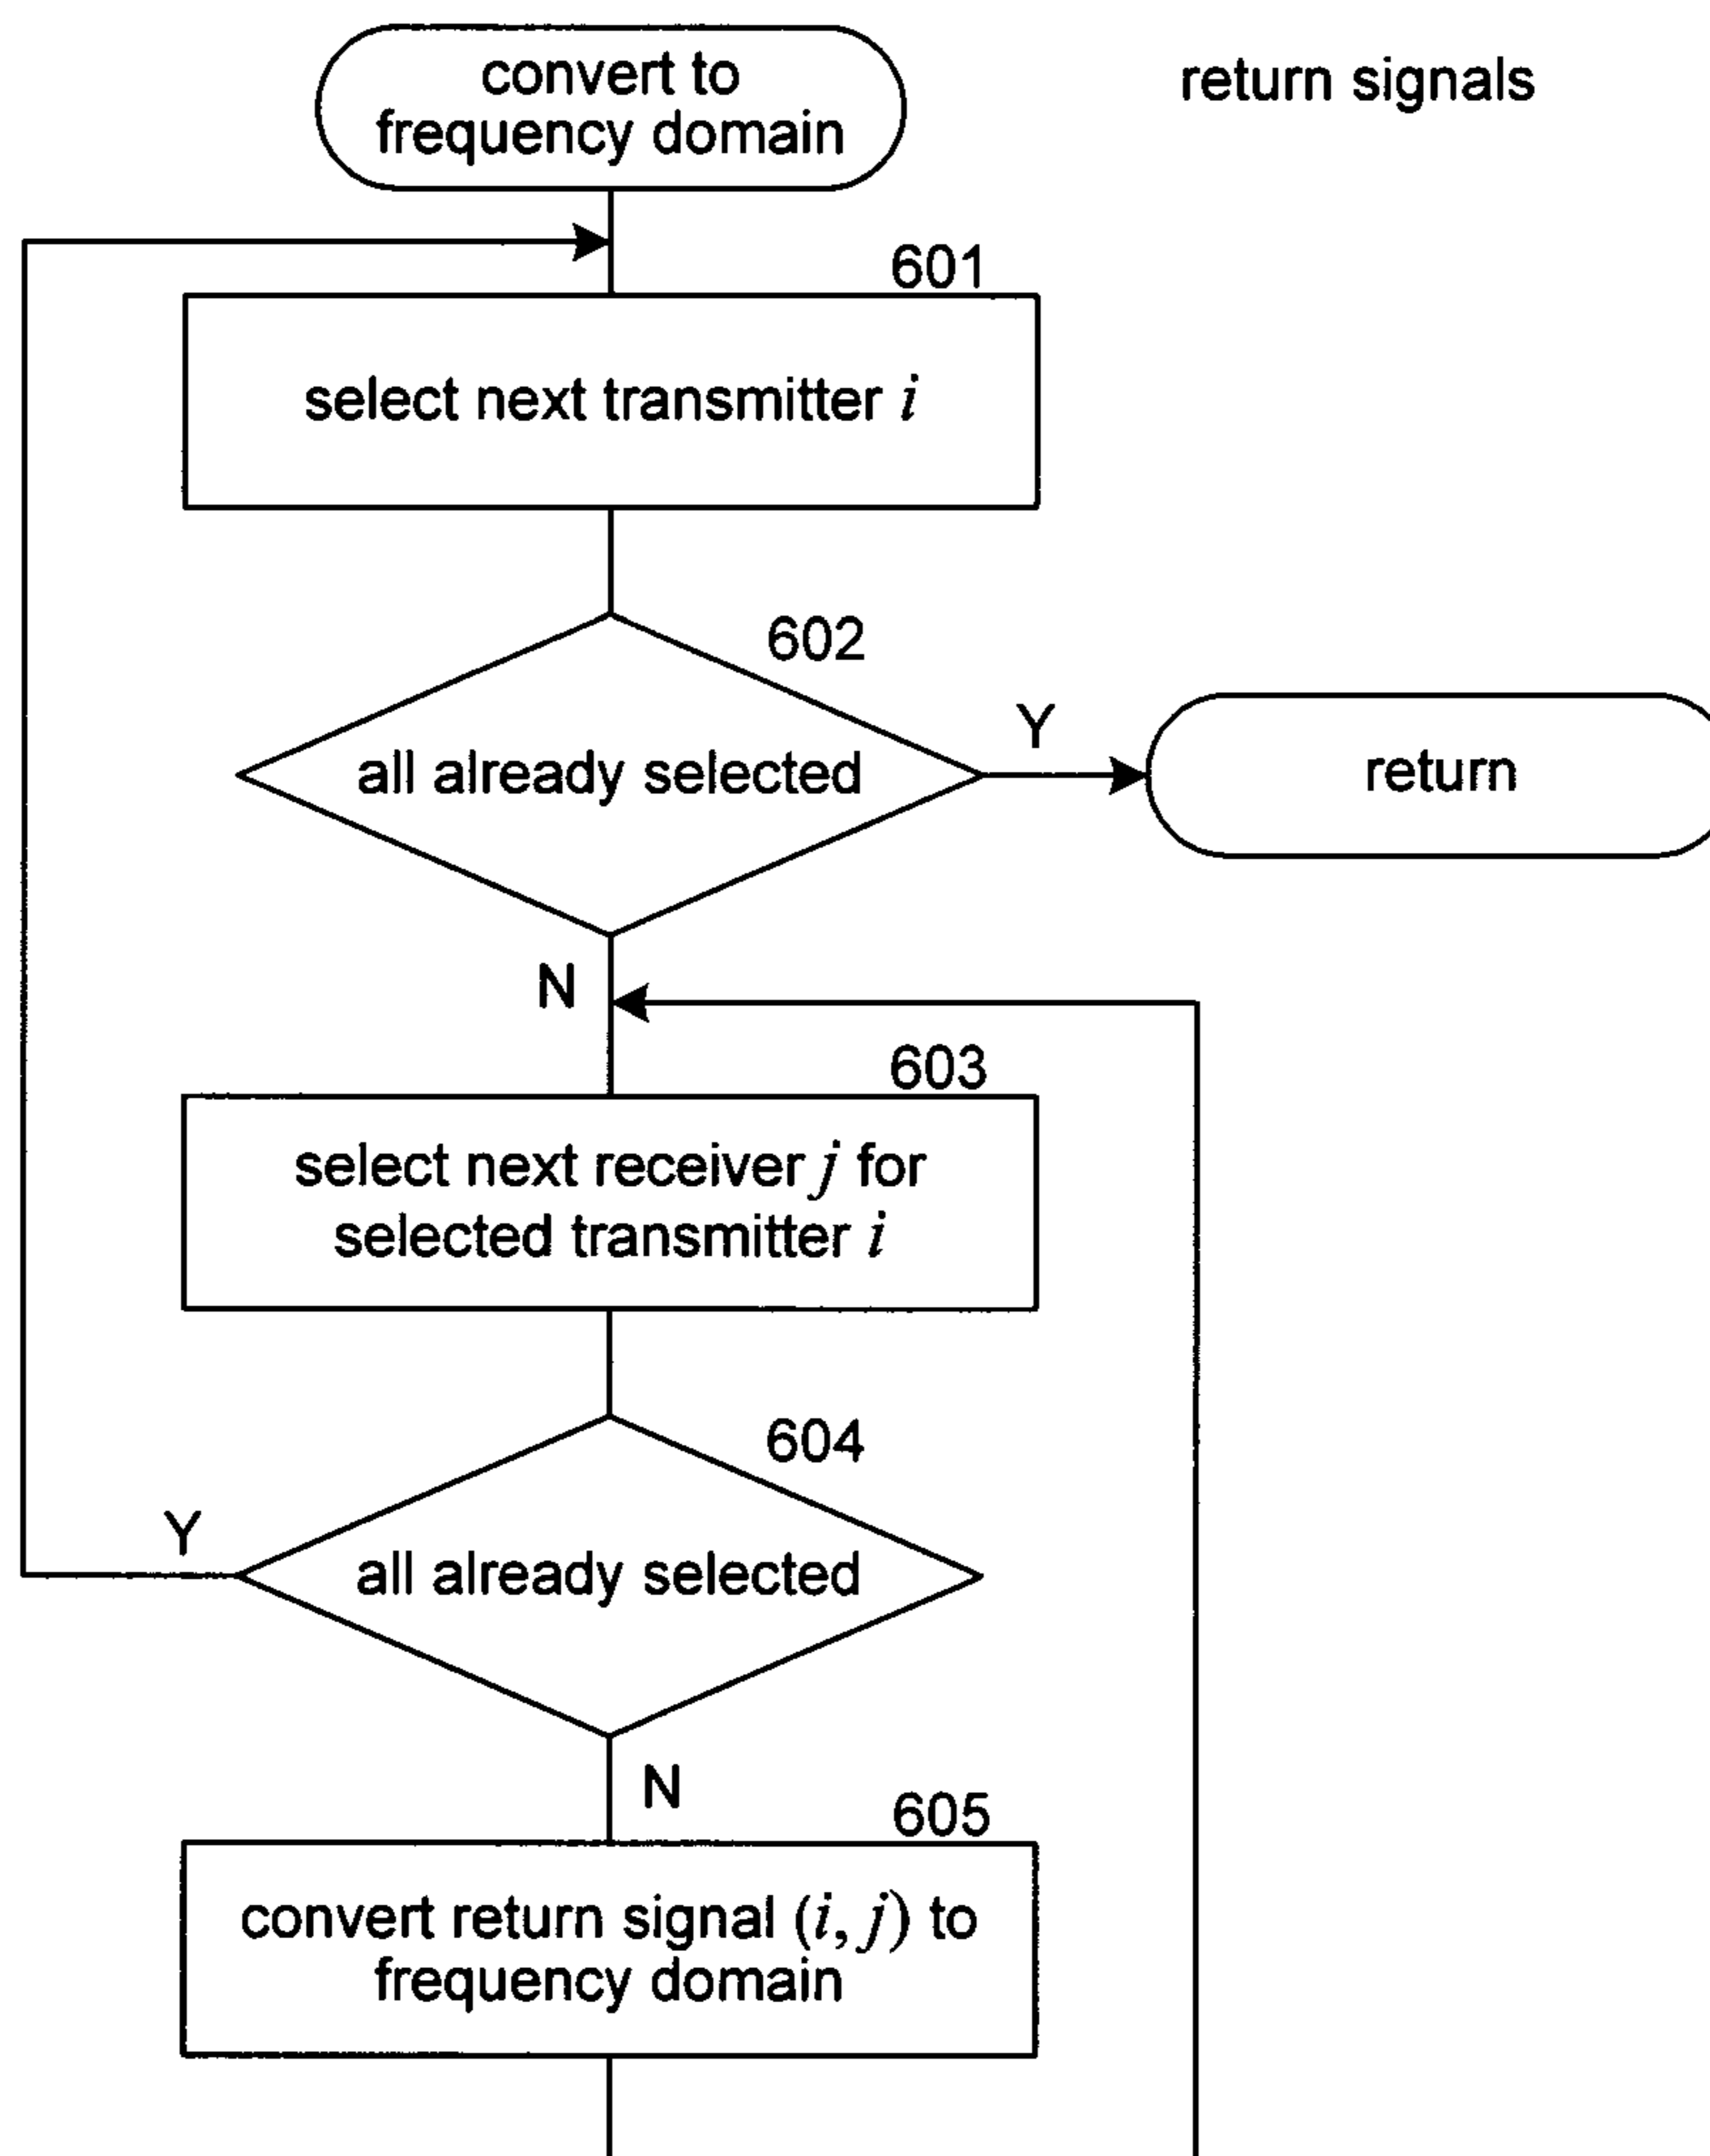 convert to
frequency domain
return signals
601
select next transmitter i
602
all already selected
Y
return
N
603
select next receiver j for
selected transmitter i
604
Y
all already selected
N
605
convert return signal (i, j) to
frequency domain